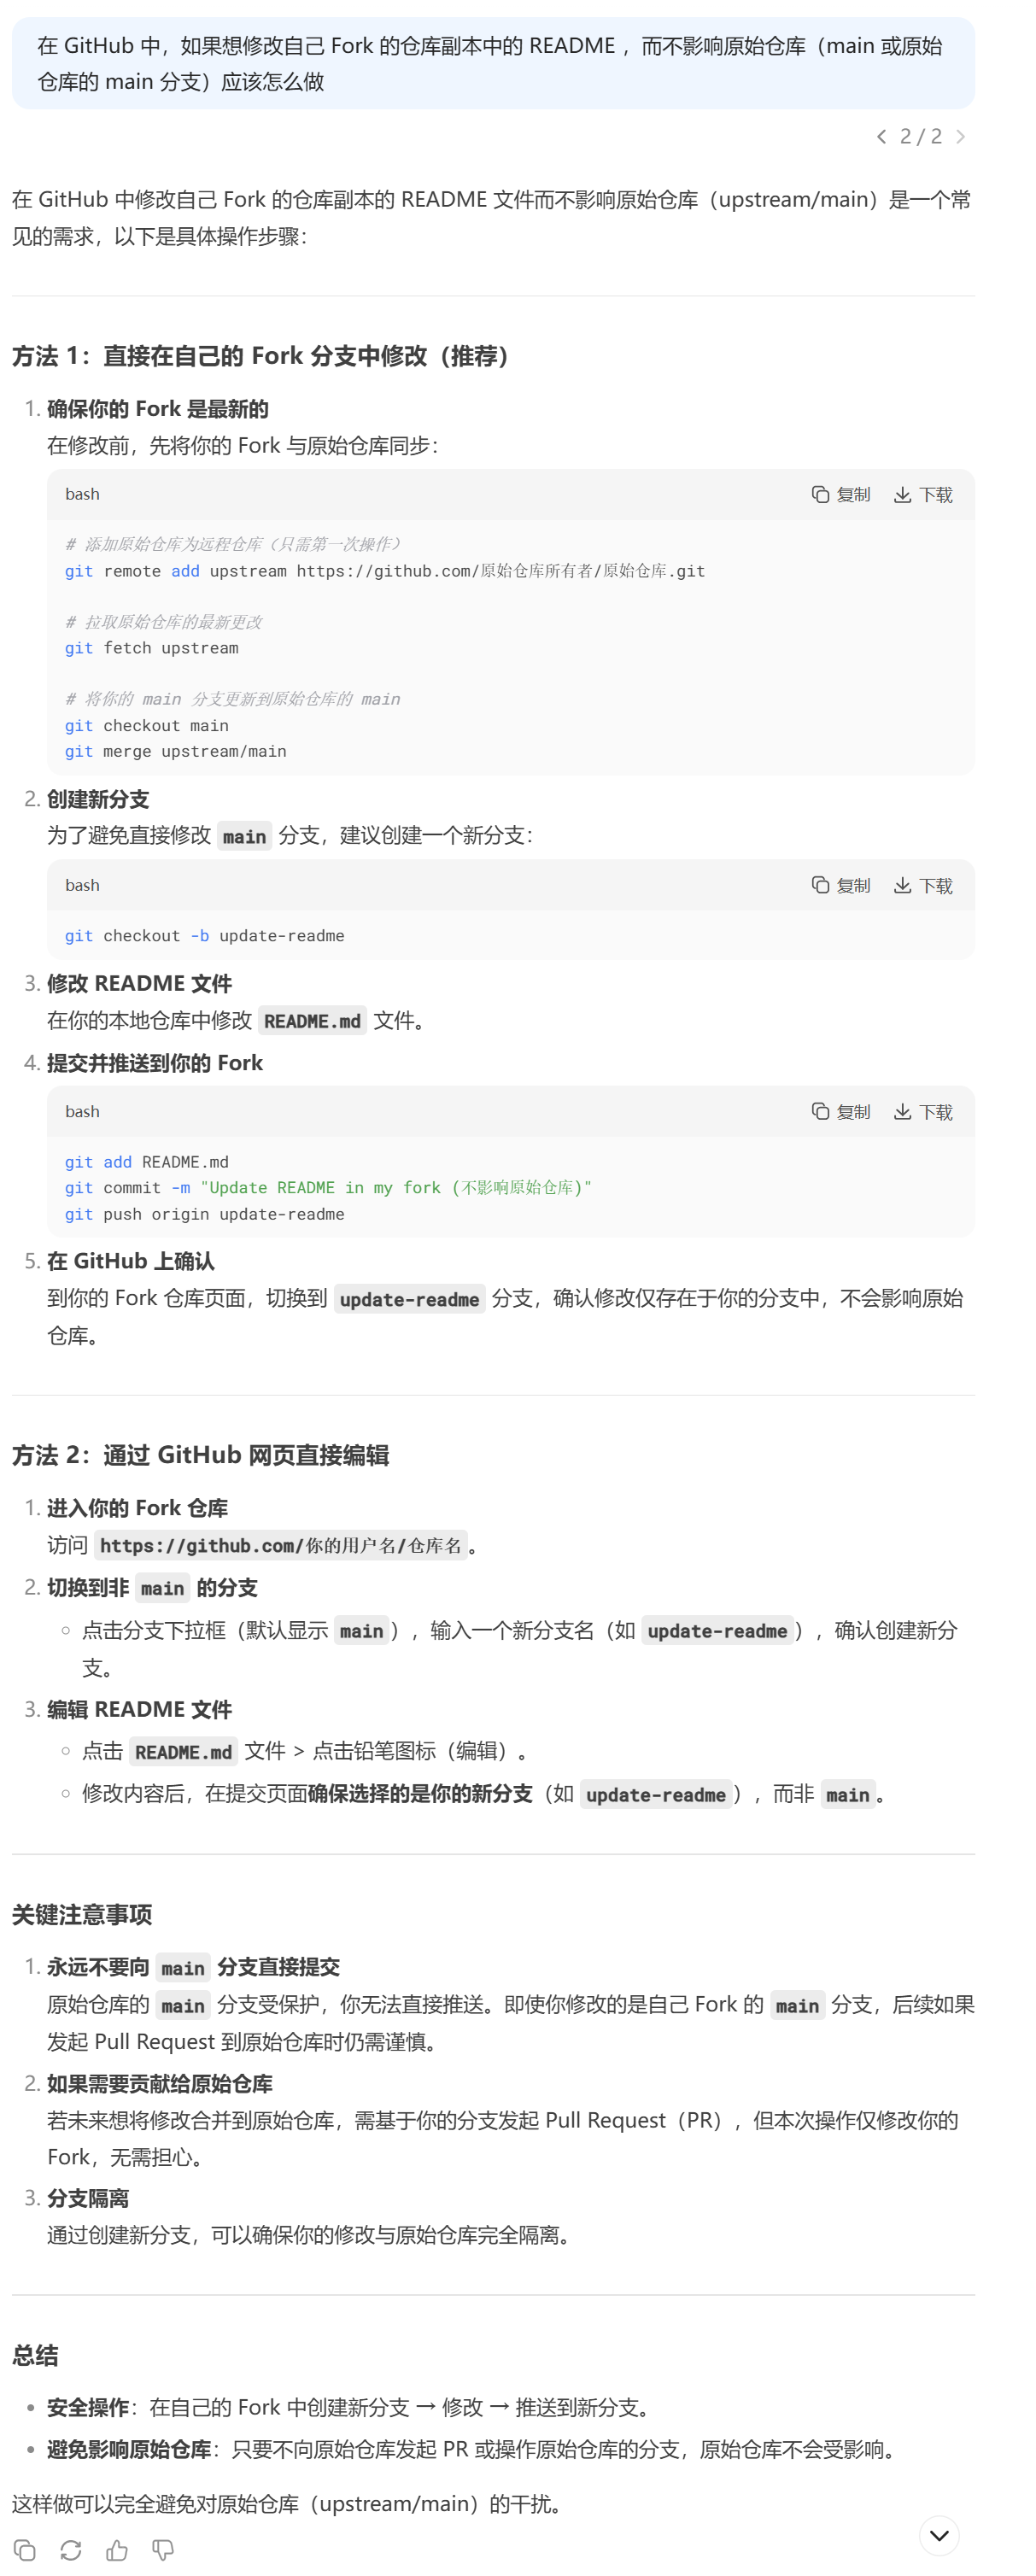 在 GitHub 中，如果想修改自己 Fork 的仓库副本中的 README ，而不影响原始仓库（main 或原始
仓库的 main 分支）应该怎么做
2 / 2
在 GitHub 中修改自己 Fork 的仓库副本的 README 文件而不影响原始仓库（upstream/main）是一个常
见的需求，以下是具体操作步骤：
方法 1：直接在自己的 Fork 分支中修改（推荐）
1. 确保你的 Fork 是最新的
在修改前，先将你的 Fork 与原始仓库同步：
bash 复制 下载
# 添加原始仓库为远程仓库（只需第一次操作）
git remote add upstream https://github.com/原始仓库所有者/原始仓库.git
# 拉取原始仓库的最新更改
git fetch upstream
# 将你的 main 分支更新到原始仓库的 main
git checkout main
git merge upstream/main
2. 创建新分支
为了避免直接修改 main 分支，建议创建一个新分支：
bash 复制 下载
git checkout -b update-readme
3. 修改 README 文件
在你的本地仓库中修改 README.md 文件。
4. 提交并推送到你的 Fork
bash 复制 下载
git add README.md
git commit -m "Update README in my fork (不影响原始仓库)"
git push origin update-readme
5. 在 GitHub 上确认
到你的 Fork 仓库页面，切换到 update-readme 分支，确认修改仅存在于你的分支中，不会影响原始
仓库。
方法 2：通过 GitHub 网页直接编辑
1. 进入你的 Fork 仓库
访问 https://github.com/你的用户名/仓库名。
2. 切换到非 main 的分支
点击分支下拉框（默认显示 main），输入一个新分支名（如 update-readme），确认创建新分
支。
3. 编辑 README 文件
点击 README.md 文件 > 点击铅笔图标（编辑）。
修改内容后，在提交页面确保选择的是你的新分支（如 update-readme），而非 main。
关键注意事项
1. 永远不要向 main 分支直接提交
原始仓库的 main 分支受保护，你无法直接推送。即使你修改的是自己 Fork 的 main 分支，后续如果
发起 Pull Request 到原始仓库时仍需谨慎。
2. 如果需要贡献给原始仓库
若未来想将修改合并到原始仓库，需基于你的分支发起 Pull Request（PR），但本次操作仅修改你的
Fork，无需担心。
3. 分支隔离
通过创建新分支，可以确保你的修改与原始仓库完全隔离。
总结
• 安全操作：在自己的 Fork 中创建新分支 → 修改 → 推送到新分支。
• 避免影响原始仓库：只要不向原始仓库发起 PR 或操作原始仓库的分支，原始仓库不会受影响。
这样做可以完全避免对原始仓库（upstream/main）的干扰。